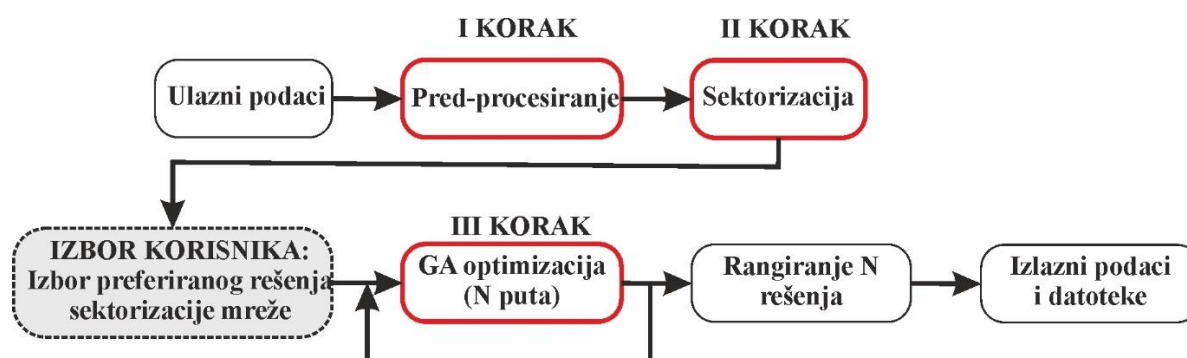 I KORAK
II KORAK
Ulazni podaci
Pred-procesiranje
Sektorizacija
IZBOR KORISNIKA:
Izbor preferiranog rešenja
sektorizacije mreže
III KORAK
GA optimizacija
(N puta)
Rangiranje N
rešenja
Izlazni podaci
i datoteke